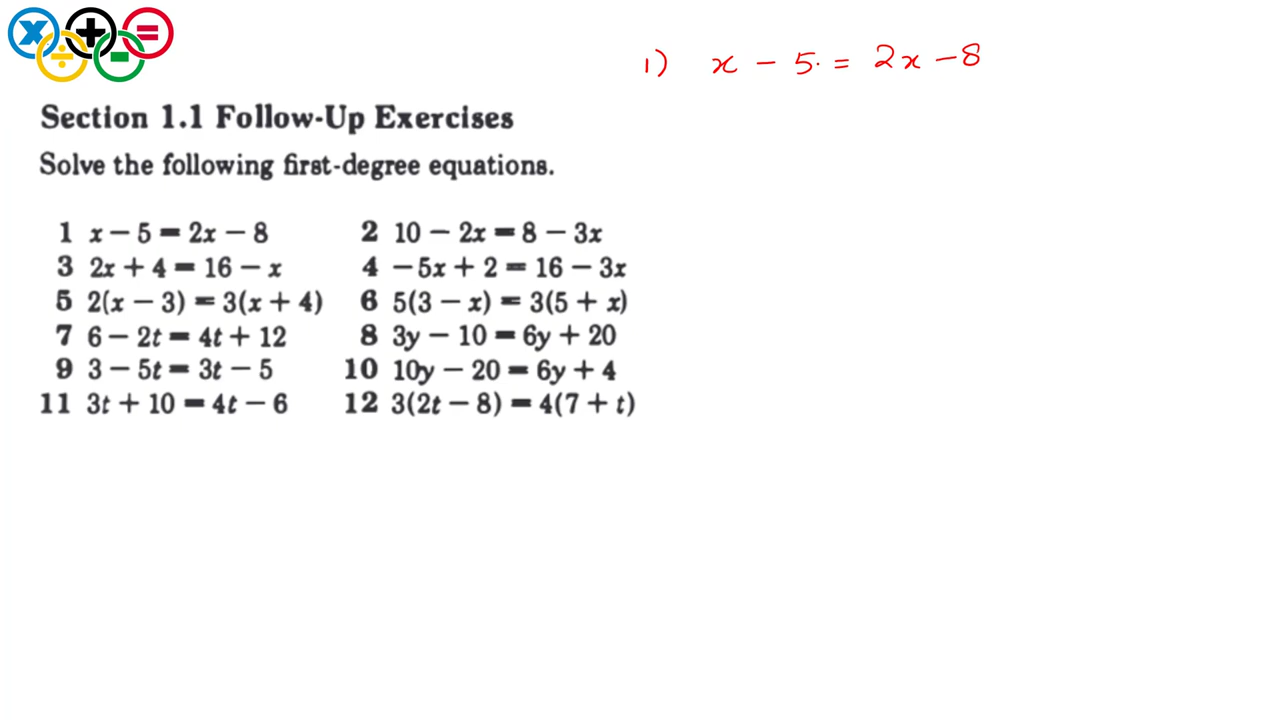 1) x - 5 = 2x - 8
Section 1.1 Follow-Up Exercises
Solve the following first-degree equations.
1 x − 5 = 2x − 8
2 10 − 2x = 8 − 3x
3 2x + 4 = 16 − x
4 −5x + 2 = 16 − 3x
5 2(x − 3) = 3(x + 4)
6 5(3 − x) = 3(5 + x)
7 6 − 2t = 4t + 12
8 3y − 10 = 6y + 20
9 3 − 5t = 3t − 5
10 10y − 20 = 6y + 4
11 3t + 10 = 4t − 6
12 3(2t − 8) = 4(7 + t)